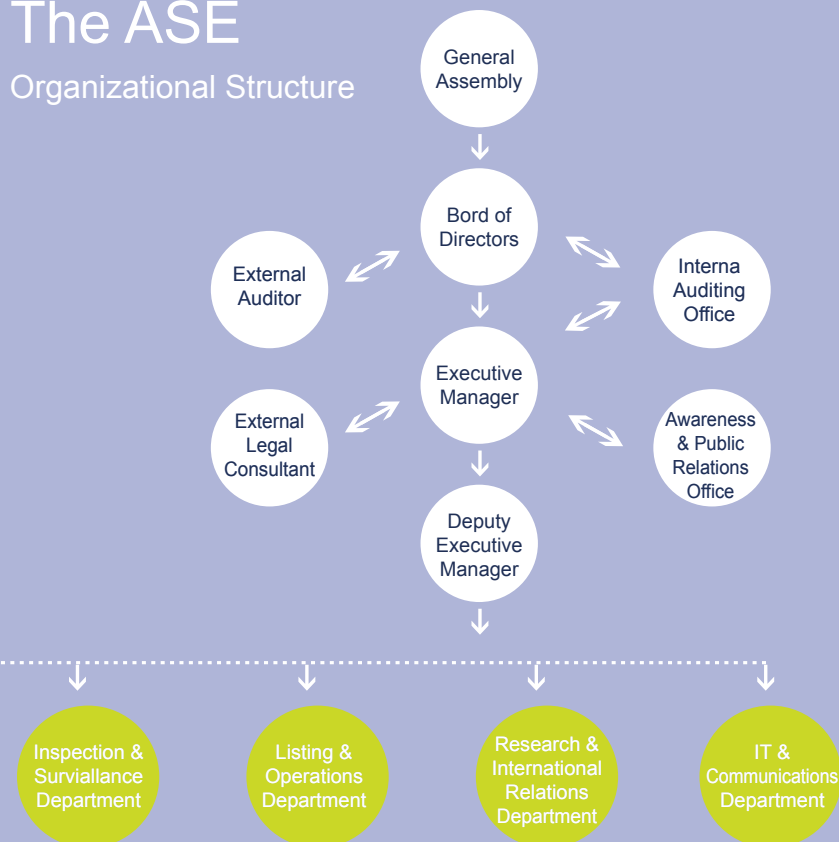 The ASE
Organizational Structure
General
Assembly
Bord of
Directors
External
Auditor
Interna
Auditing
Office
Executive
Manager
External
Legal
Consultant
Awareness
& Public
Relations
Office
Deputy
Executive
Manager
Inspection &
Surviallance
Department
Listing &
Operations
Department
Research &
International
Relations
Department
IT &
Communications
Department